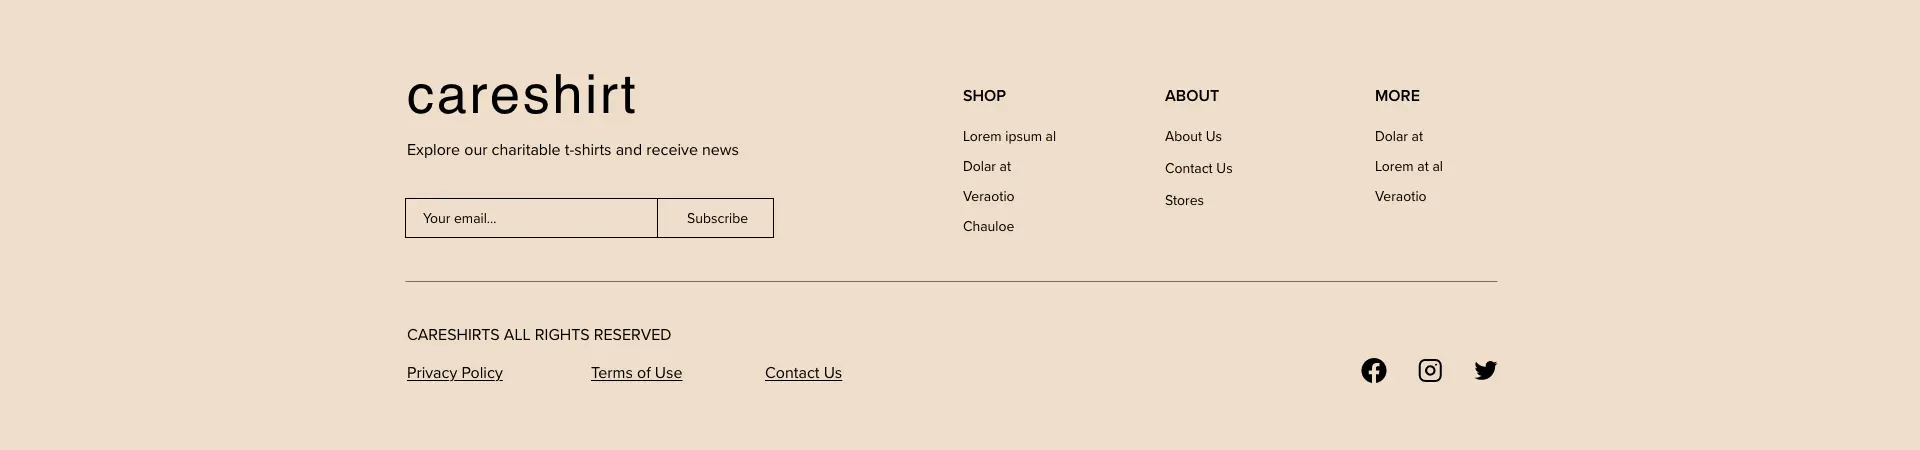 careshirt
Explore our charitable t-shirts and receive news
Your email...
Subscribe
SHOP
Lorem ipsum al
Dolar at
Veraotio
Chauloe
ABOUT
About Us
Contact Us
Stores
MORE
Dolar at
Lorem at al
Veraotio
CARESHIRTS ALL RIGHTS RESERVED
Privacy Policy
Terms of Use
Contact Us